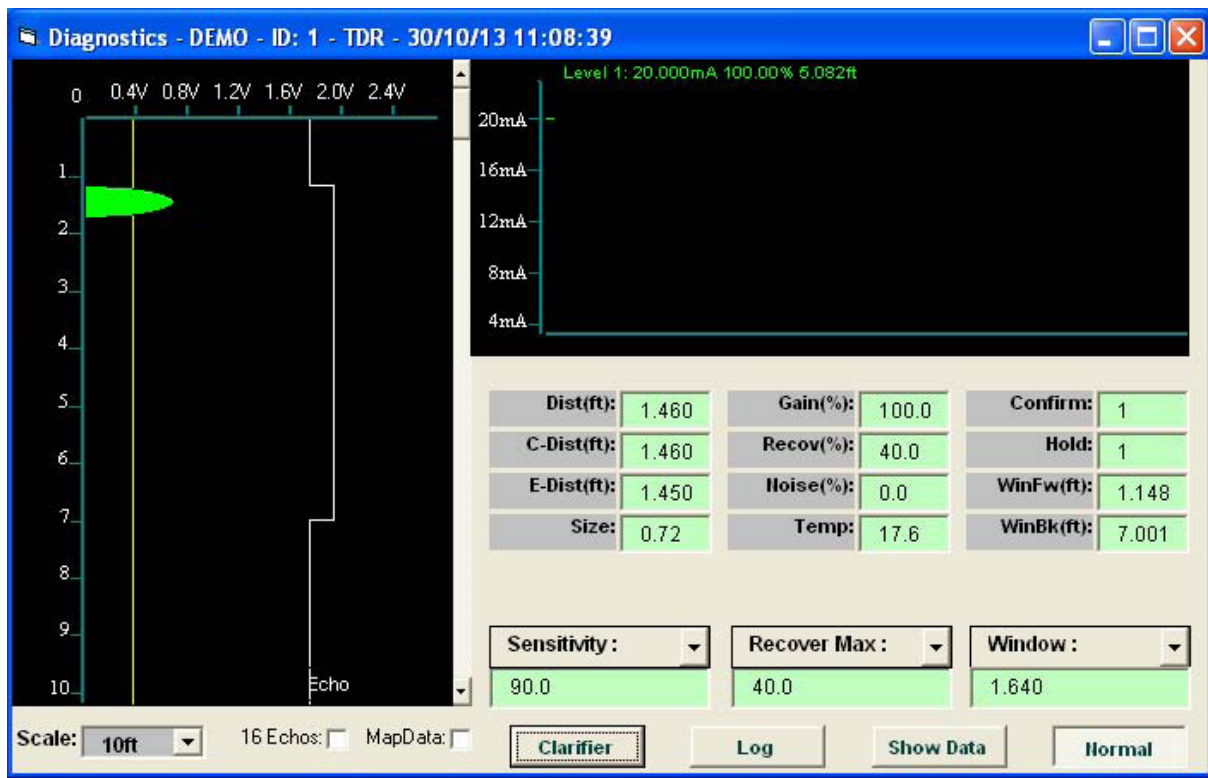 Diagnostics - DEMO - ID: 1 - TDR - 30/10/13 11:08:39
0 0.4V 0.8V 1.2V 1.6V 2.0V 2.4V
1
2
3
4
5
6
7
8
9
10
Echo
Level 1: 20.000mA 100.00% 5.082ft
20mA
16mA
12mA
8mA
4mA
Dist(ft): 1.460 Gain(%): 100.0 Confirm: 1
C-Dist(ft): 1.460 Recov(%): 40.0 Hold: 1
E-Dist(ft): 1.450 Noise(%): 0.0 WinFw(ft): 1.148
Size: 0.72 Temp: 17.6 WinBk(ft): 7.001
Sensitivity : Recover Max : Window :
90.0 40.0 1.640
Scale: 10ft 16 Echos: MapData: Clarifier Log Show Data Normal